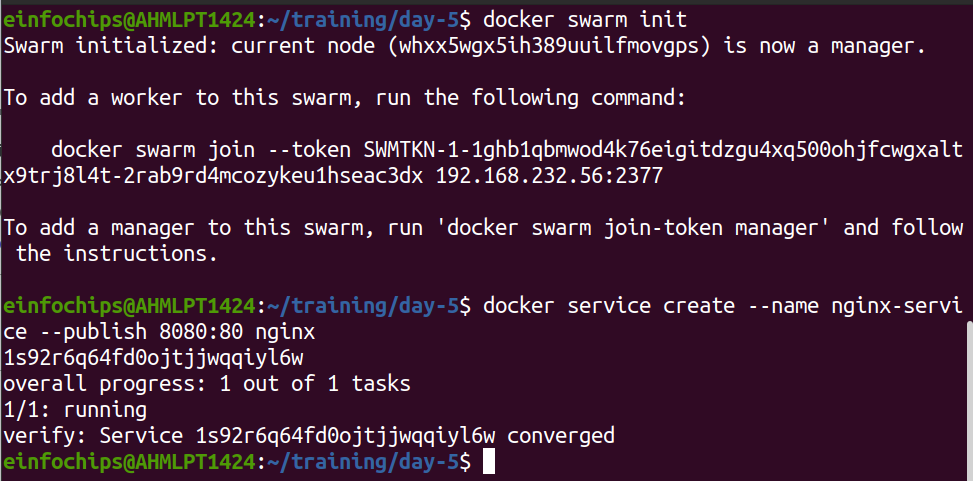 einfochips@AHMLPT1424:~/training/day-5$ docker swarm init
Swarm initialized: current node (whxx5wgx5ih389uuilfmovgps) is now a manager.
To add a worker to this swarm, run the following command:
docker swarm join --token SWMTKN-1-1ghb1qbmwod4k76eigitdzgu4xq500ohjfcwgxalt
x9trj8l4t-2rab9rd4mcozykeu1hseac3dx 192.168.232.56:2377
To add a manager to this swarm, run 'docker swarm join-token manager' and follow
the instructions.
einfochips@AHMLPT1424:~/training/day-5$ docker service create --name nginx-servi
ce --publish 8080:80 nginx
1s92r6q64fd0ojtjjwqqiyl6w
overall progress: 1 out of 1 tasks
1/1: running
verify: Service 1s92r6q64fd0ojtjjwqqiyl6w converged
einfochips@AHMLPT1424:~/training/day-5$